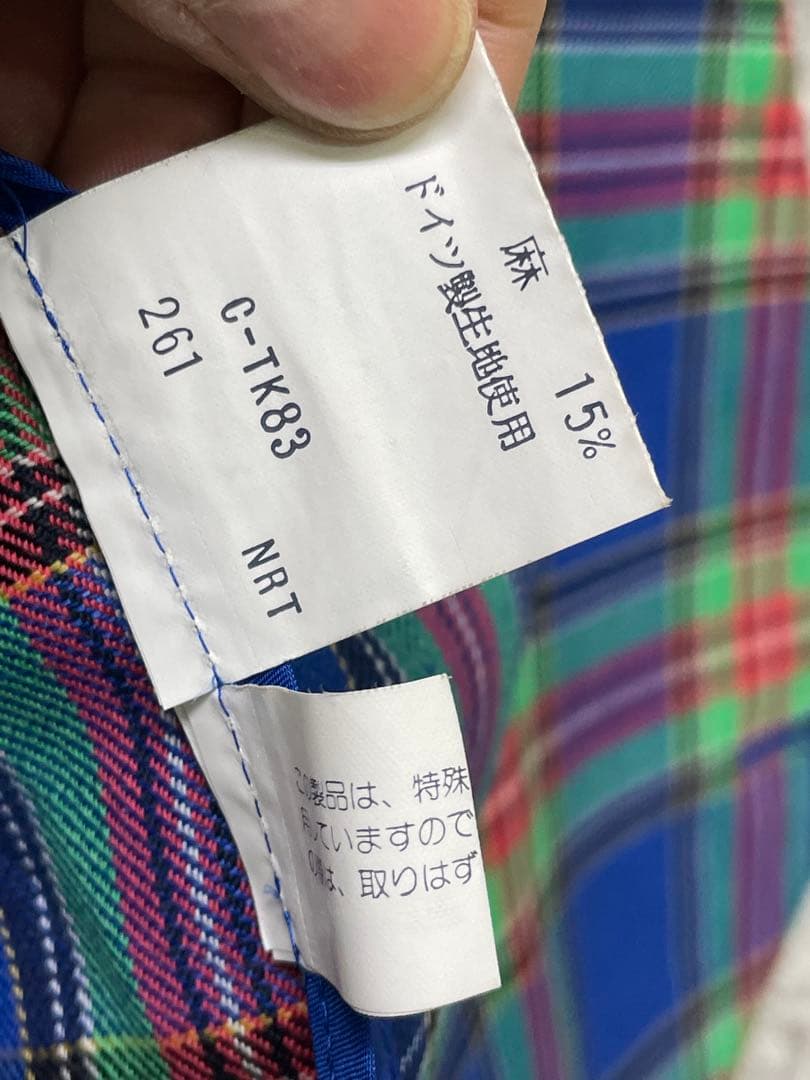 麻 15%
ドイツ製生地使用
C-TK83 NRT
261
この製品は、特殊
用していますので
の際は、取りはず